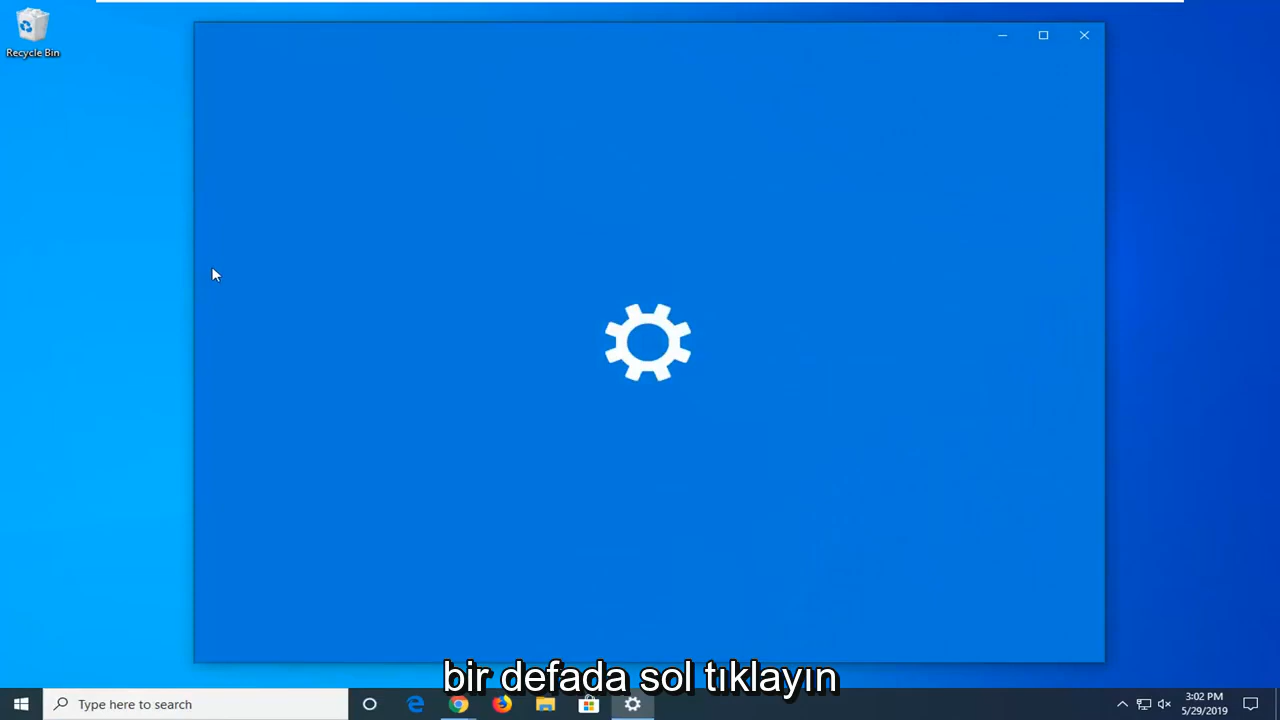 Recycle Bin
bir defada sol tıklayın
Type here to search
3:02 PM
5/29/2019